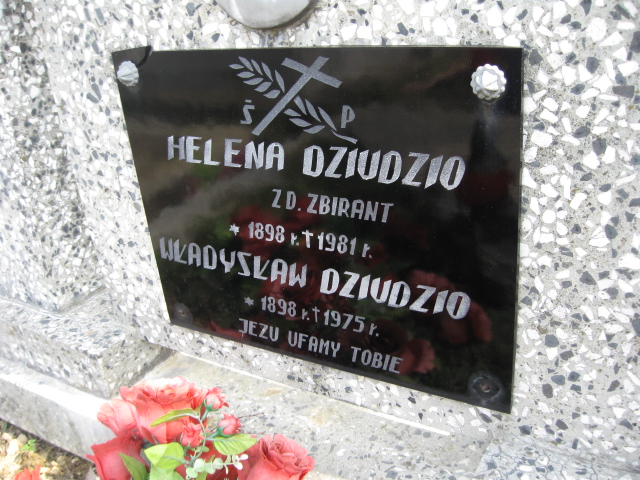 Ś P
HELENA DZIUDZIO
Z D. ZBIRANT
* 1898 r. † 1981 r.
WŁADYSŁAW DZIUDZIO
* 1898 r. † 1975 r.
JEZU UFAMY TOBIE